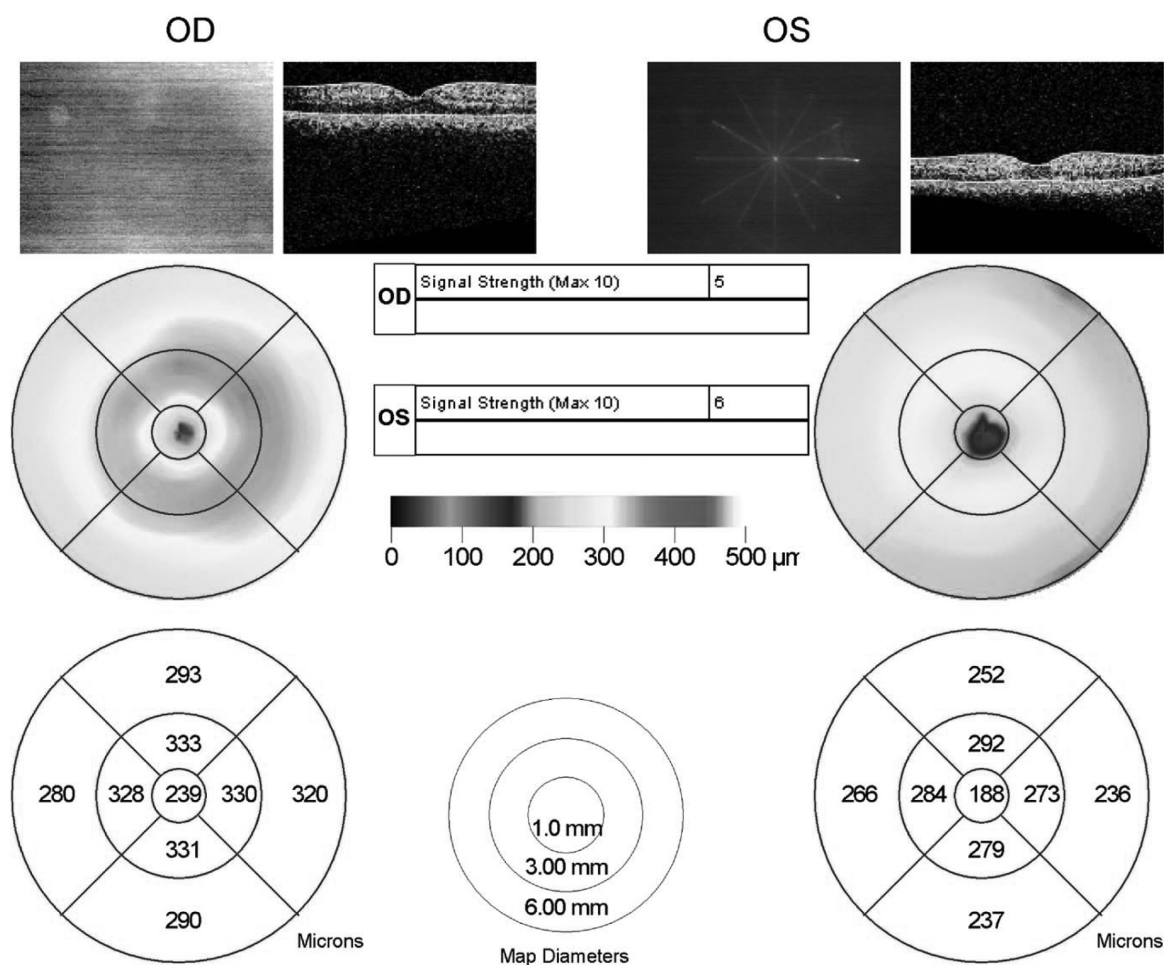 OD OS
OD Signal Strength (Max 10) 5
OS Signal Strength (Max 10) 6
0 100 200 300 400 500 µm
293
333
280 328 239 330 320
331
290
Microns
1.0 mm
3.00 mm
6.00 mm
Map Diameters
252
292
266 284 188 273 236
279
237
Microns